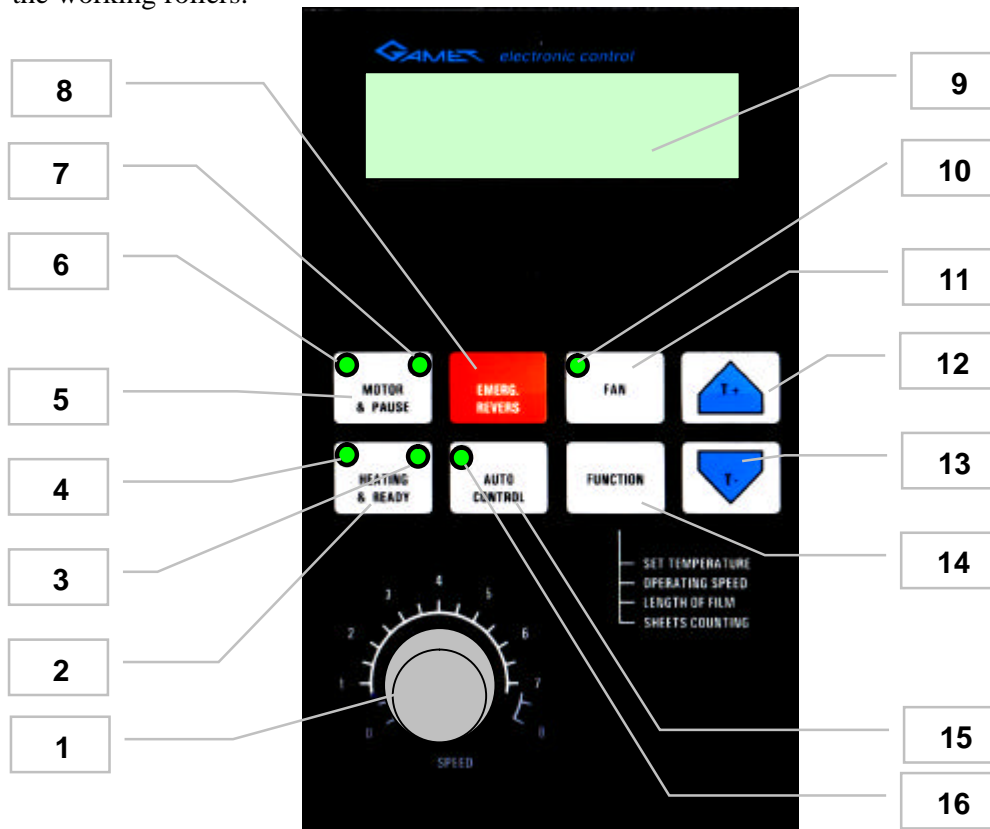 the working rollers.
GAMET electronic control
8
9
7
10
6
11
12
5
13
4
14
3
2
1
15
16
MOTOR
& PAUSE
EMERG.
REVERS
FAN
T+
HEATING
& READY
AUTO
CONTROL
FUNCTION
T-
SET TEMPERATURE
OPERATING SPEED
LENGTH OF FILM
SHEETS COUNTING
0
1
2
3
4
5
6
7
8
SPEED